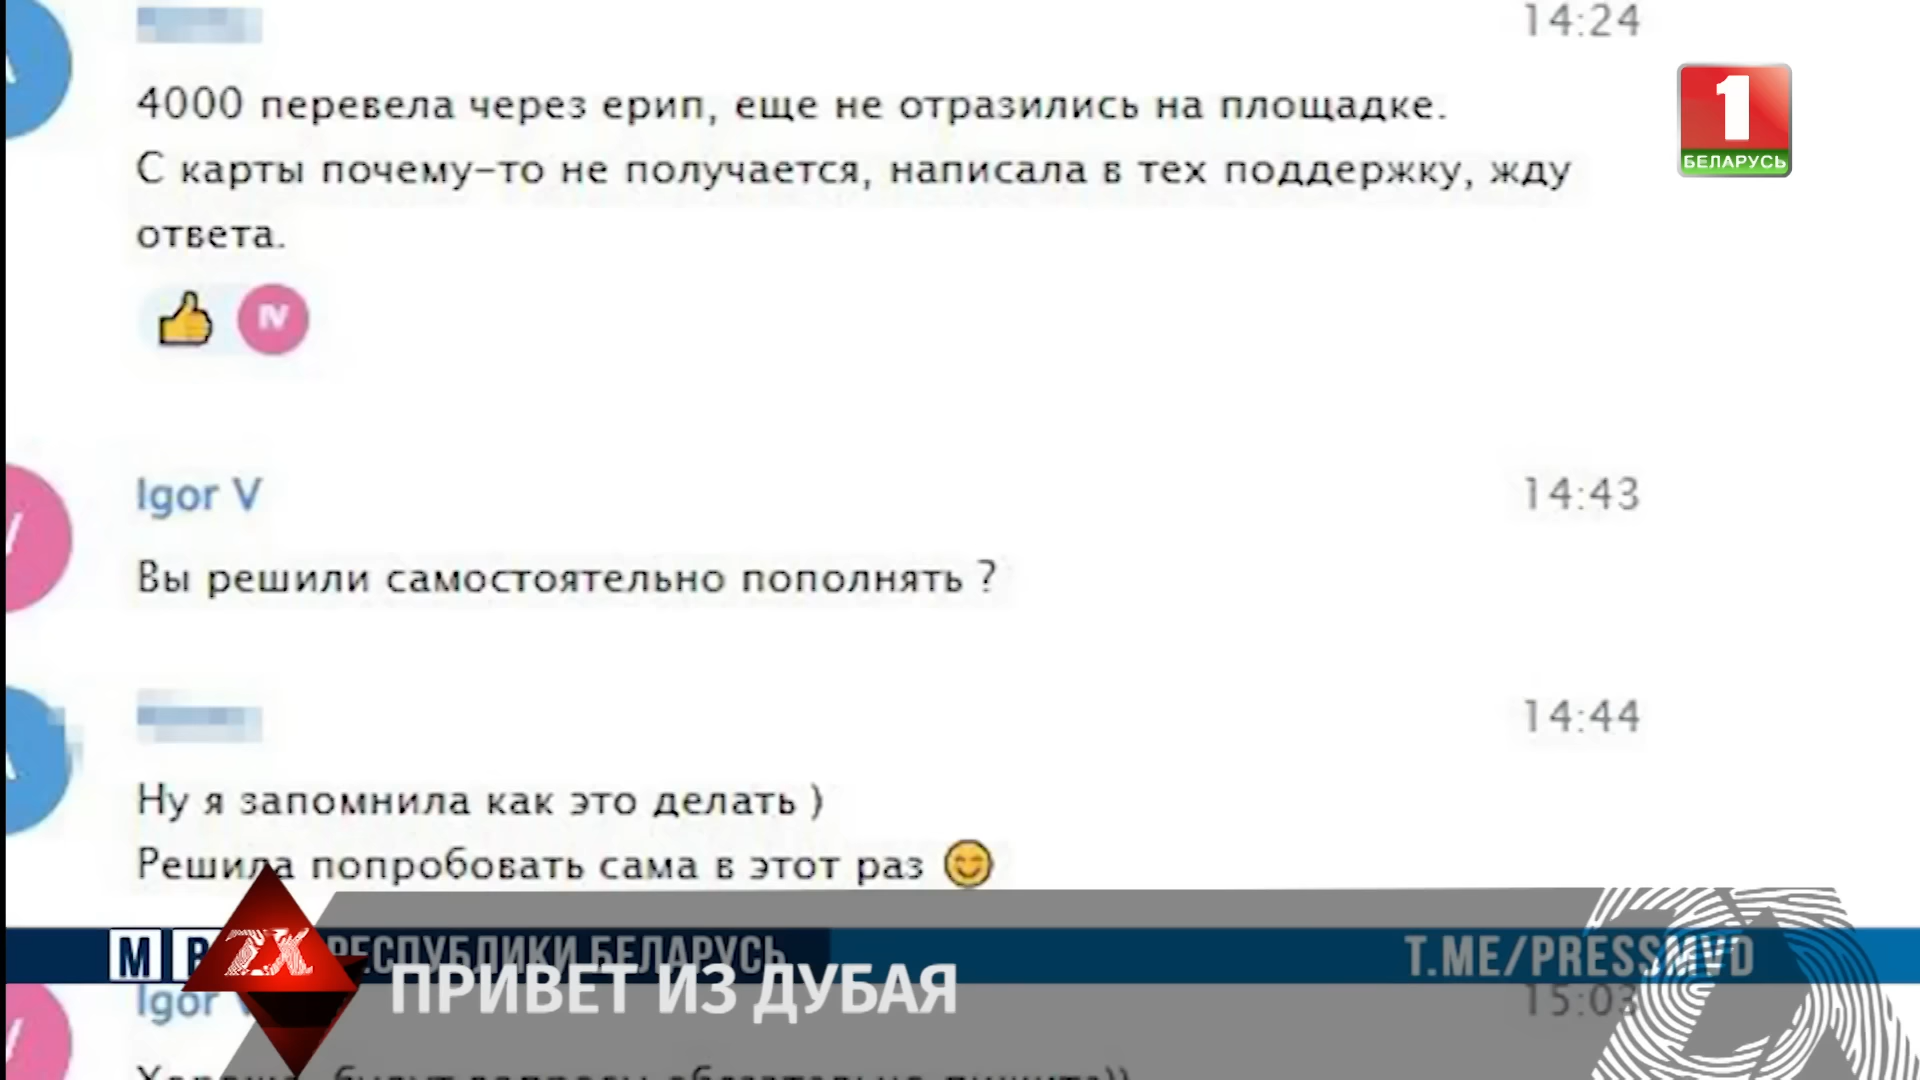 14:24
4000 перевела через ерип, еще не отразились на площадке.
С карты почему-то не получается, написала в тех поддержку, жду
ответа.
IV
1
БЕЛАРУСЬ
Igor V
14:43
Вы решили самостоятельно пополнять ?
14:44
Ну я запомнила как это делать )
Решила попробовать сама в этот раз
М В
РЕСПУБЛИКИ БЕЛАРУСЬ
T.ME/PRESSMVD
ZX
ПРИВЕТ ИЗ ДУБАЯ
Igor
15:03